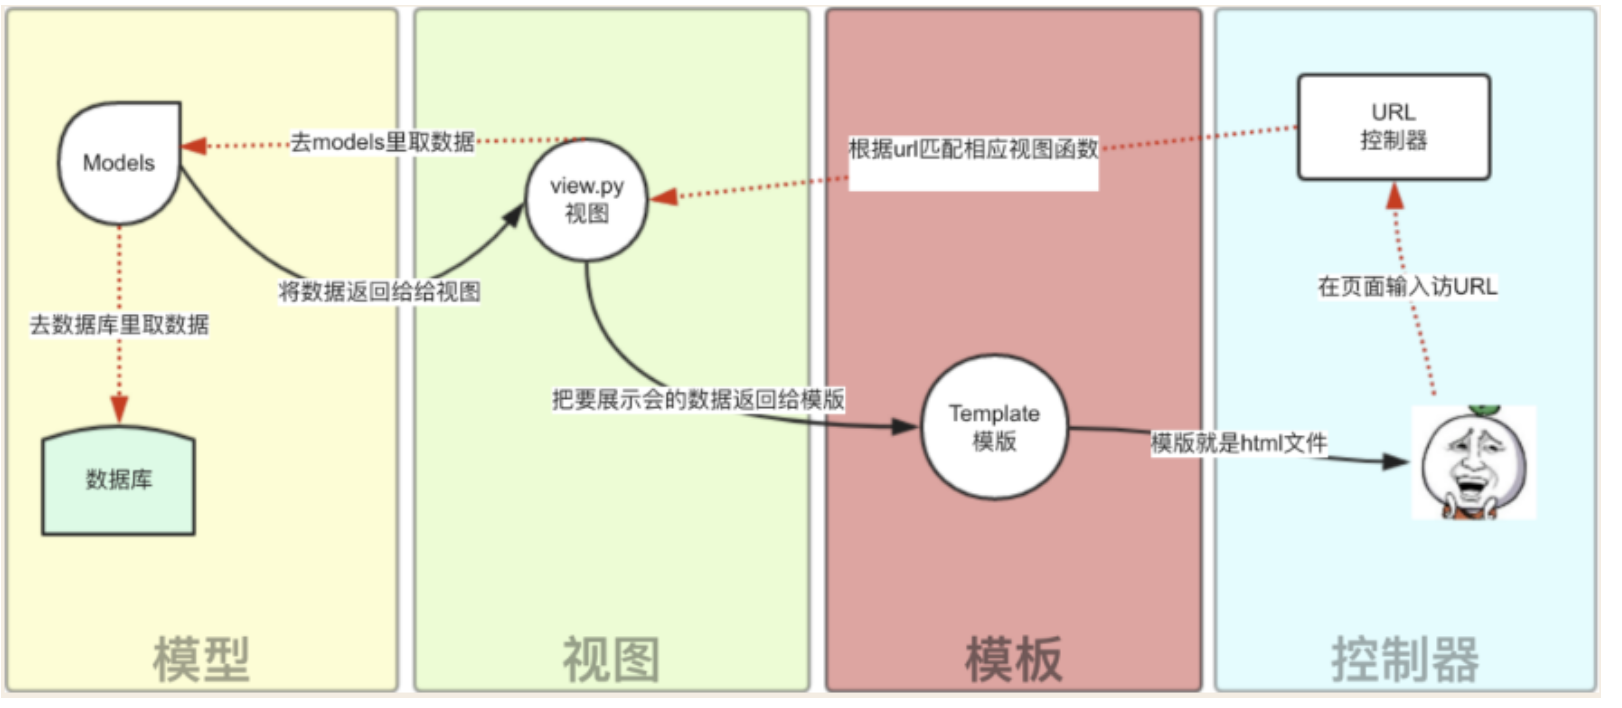 URL
控制器
去models里取数据
根据url匹配相应视图函数
Models
view.py
视图
将数据返回给给视图
在页面输入访URL
去数据库里取数据
把要展示会的数据返回给模版
Template
模版
模版就是html文件
数据库
模型
视图
模板
控制器